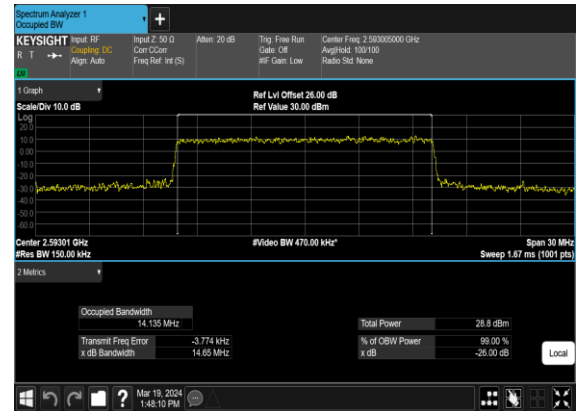 Spectrum Analyzer 1
Occupied BW
+
KEYSIGHT Input: RF Input Z: 50 Ω Atten: 20 dB Trig: Free Run Center Freq: 2.593005000 GHz
R T Coupling: DC Corr CCorr Gate: Off Avg|Hold: 100/100
Align: Auto Freq Ref: Int (S) #IF Gain: Low Radio Std: None
1 Graph
Ref Lvl Offset 26.00 dB
Scale/Div 10.0 dB Ref Value 30.00 dBm
Log
20.0
10.0
0.00
-10.0
-20.0
-30.0
-40.0
-50.0
-60.0
Center 2.59301 GHz #Video BW 470.00 kHz* Span 30 MHz
#Res BW 150.00 kHz Sweep 1.67 ms (1001 pts)
2 Metrics
Occupied Bandwidth
14.135 MHz Total Power 28.8 dBm
Transmit Freq Error -3.774 kHz % of OBW Power 99.00 %
x dB Bandwidth 14.65 MHz x dB -26.00 dB
Local
? Mar 19, 2024
1:48:10 PM